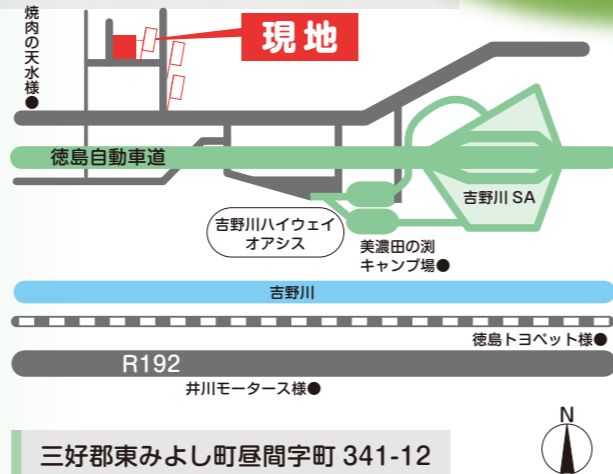 焼肉の天水様●
現地
徳島自動車道
吉野川 SA
吉野川ハイウェイ
オアシス
美濃田の渕
キャンプ場●
吉野川
徳島トヨペット様●
R192
井川モータース様●
N
三好郡東みよし町昼間字町 341-12